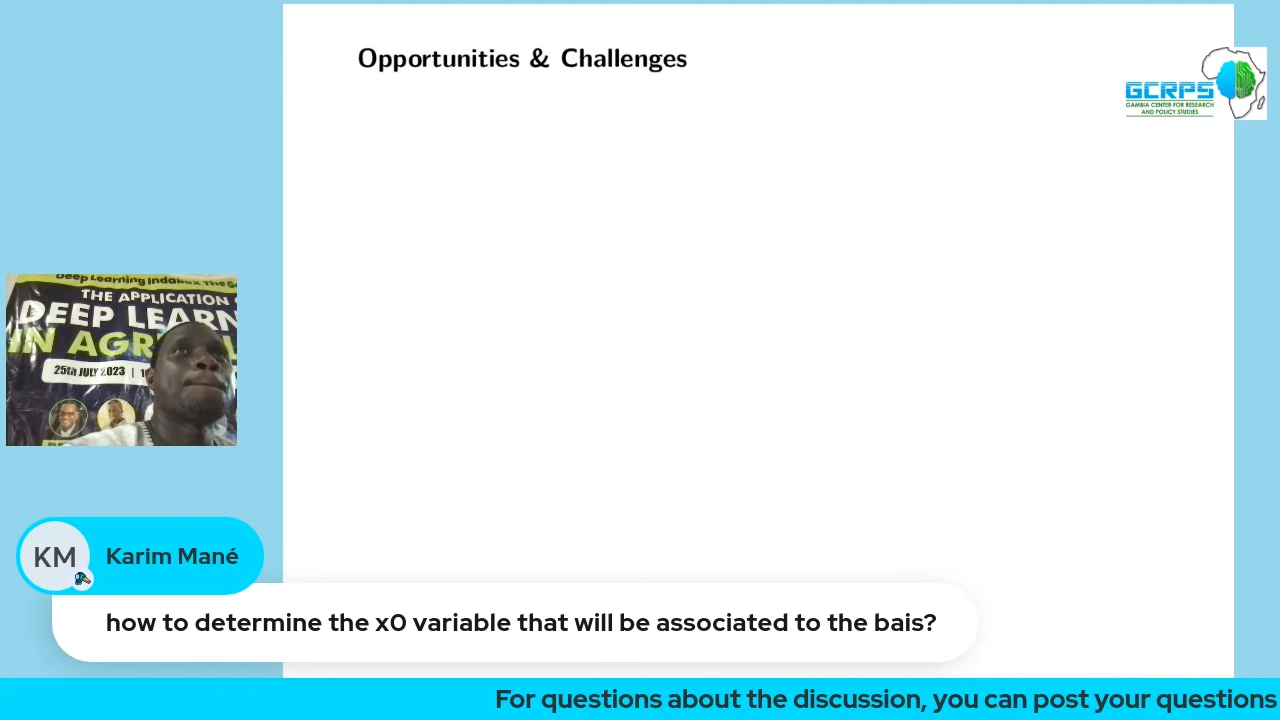 Opportunities & Challenges
GCRPS
GAMBIA CENTER FOR RESEARCH
AND POLICY STUDIES
Deep Learning Indaba
THE APPLICATION
DEEP LEARN
IN AGR
25th JULY 2023 |
KM
Karim Mané
how to determine the x0 variable that will be associated to the bais?
For questions about the discussion, you can post your questions